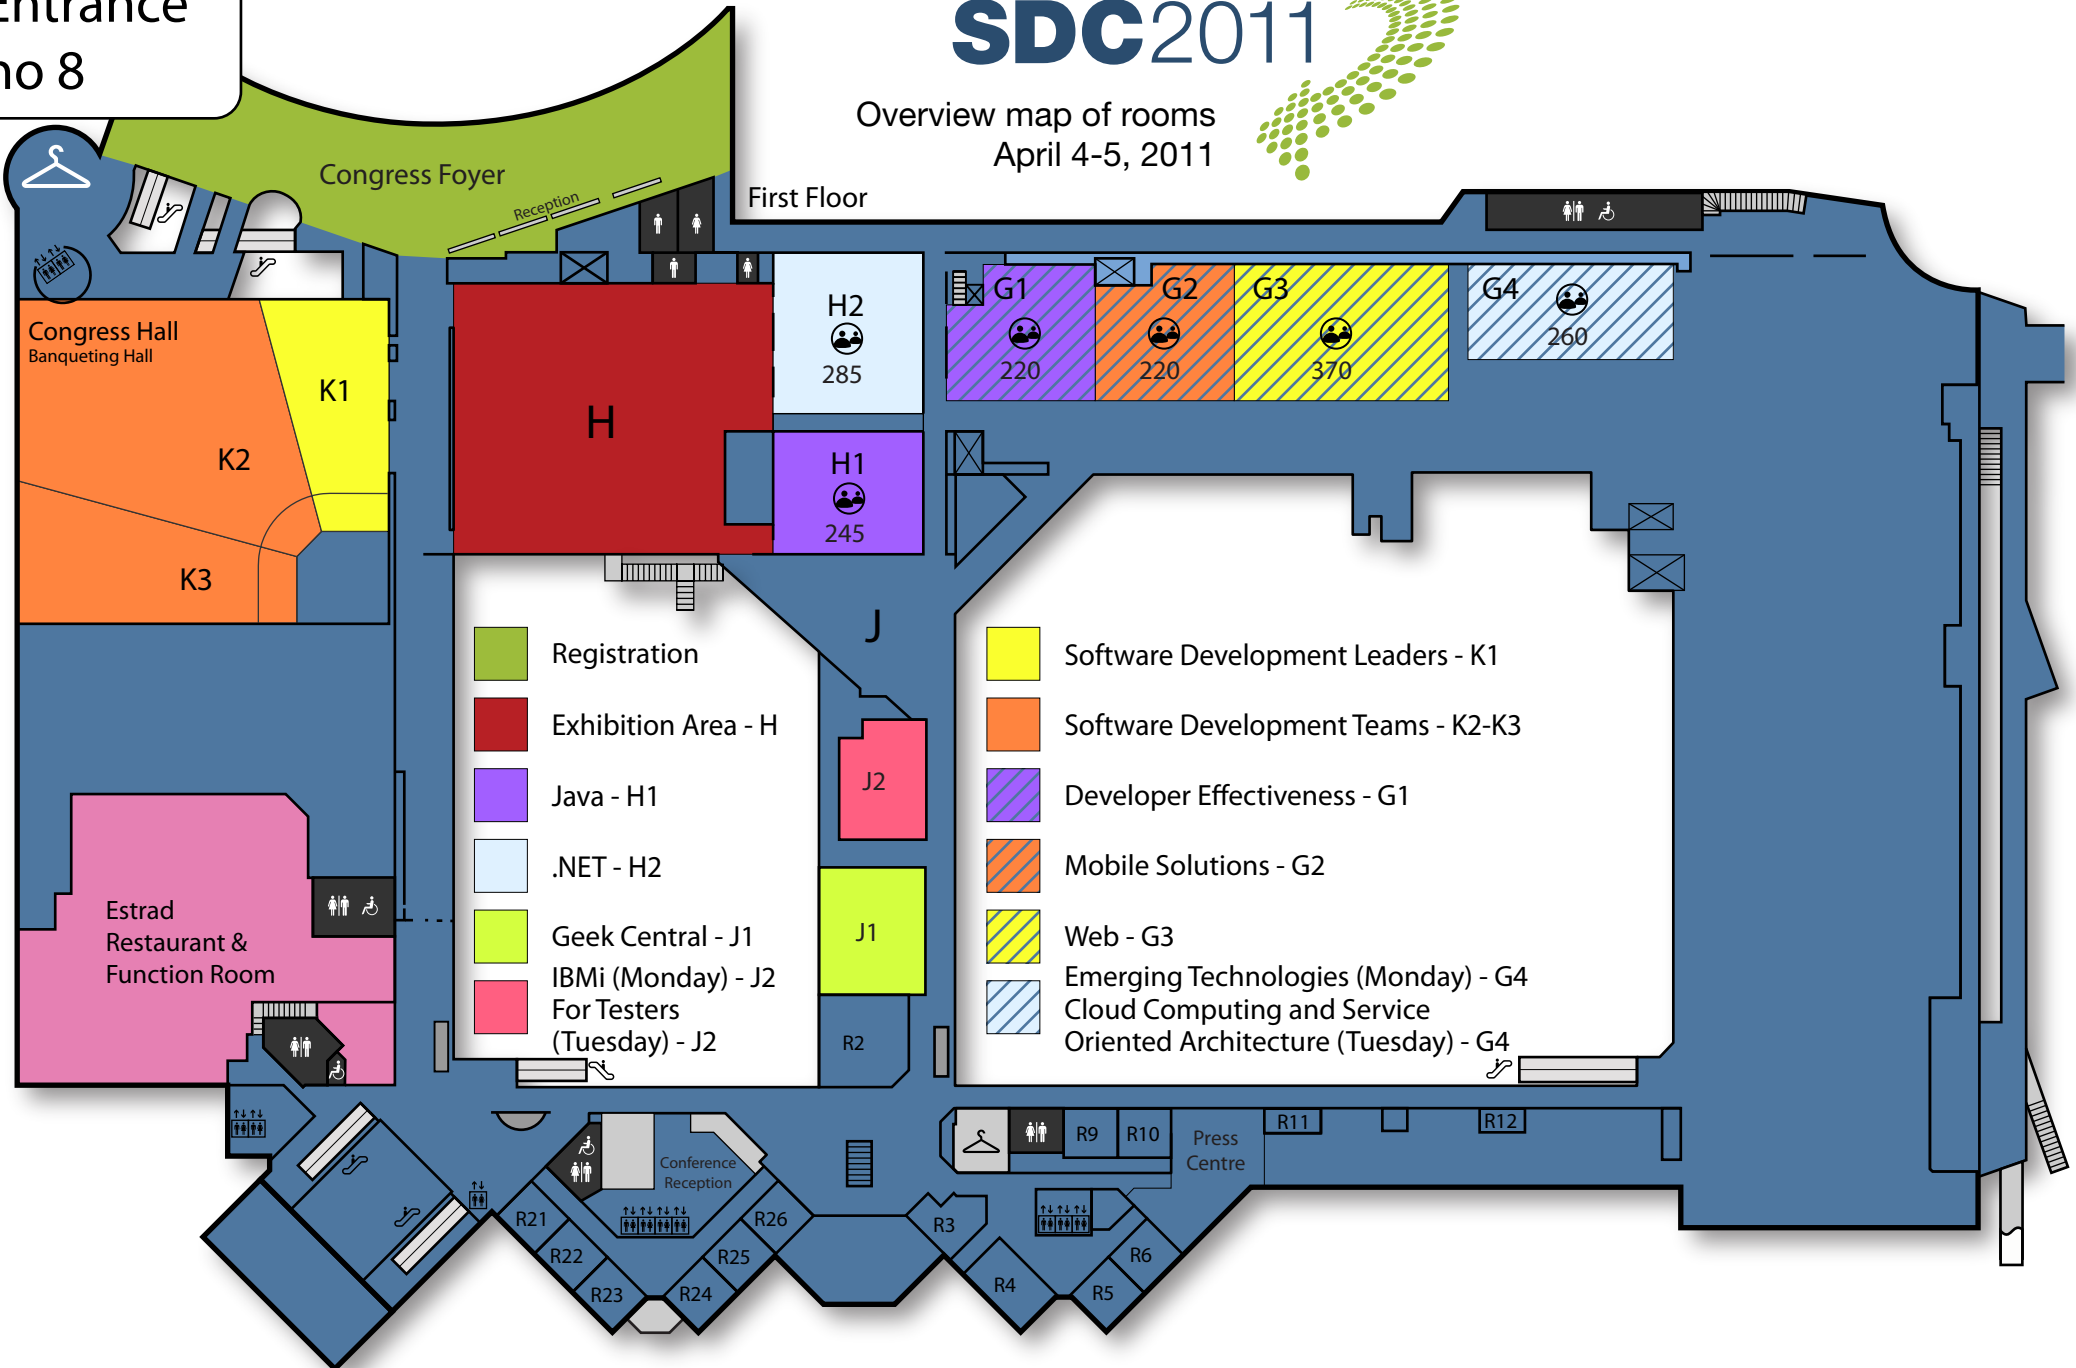 Entrance
no 8
SDC2011
Overview map of rooms
April 4-5, 2011
First Floor
Congress Foyer
Reception
Congress Hall
Banqueting Hall
K1
K2
K3
H
H2
285
H1
245
G1
220
G2
220
G3
370
G4
260
J
J2
J1
R2
Registration
Exhibition Area - H
Java - H1
.NET - H2
Geek Central - J1
IBMi (Monday) - J2
For Testers
(Tuesday) - J2
Software Development Leaders - K1
Software Development Teams - K2-K3
Developer Effectiveness - G1
Mobile Solutions - G2
Web - G3
Emerging Technologies (Monday) - G4
Cloud Computing and Service
Oriented Architecture (Tuesday) - G4
Estrad
Restaurant &
Function Room
Conference
Reception
R21
R22
R23
R24
R25
R26
R3
R4
R5
R6
R9
R10
Press
Centre
R11
R12